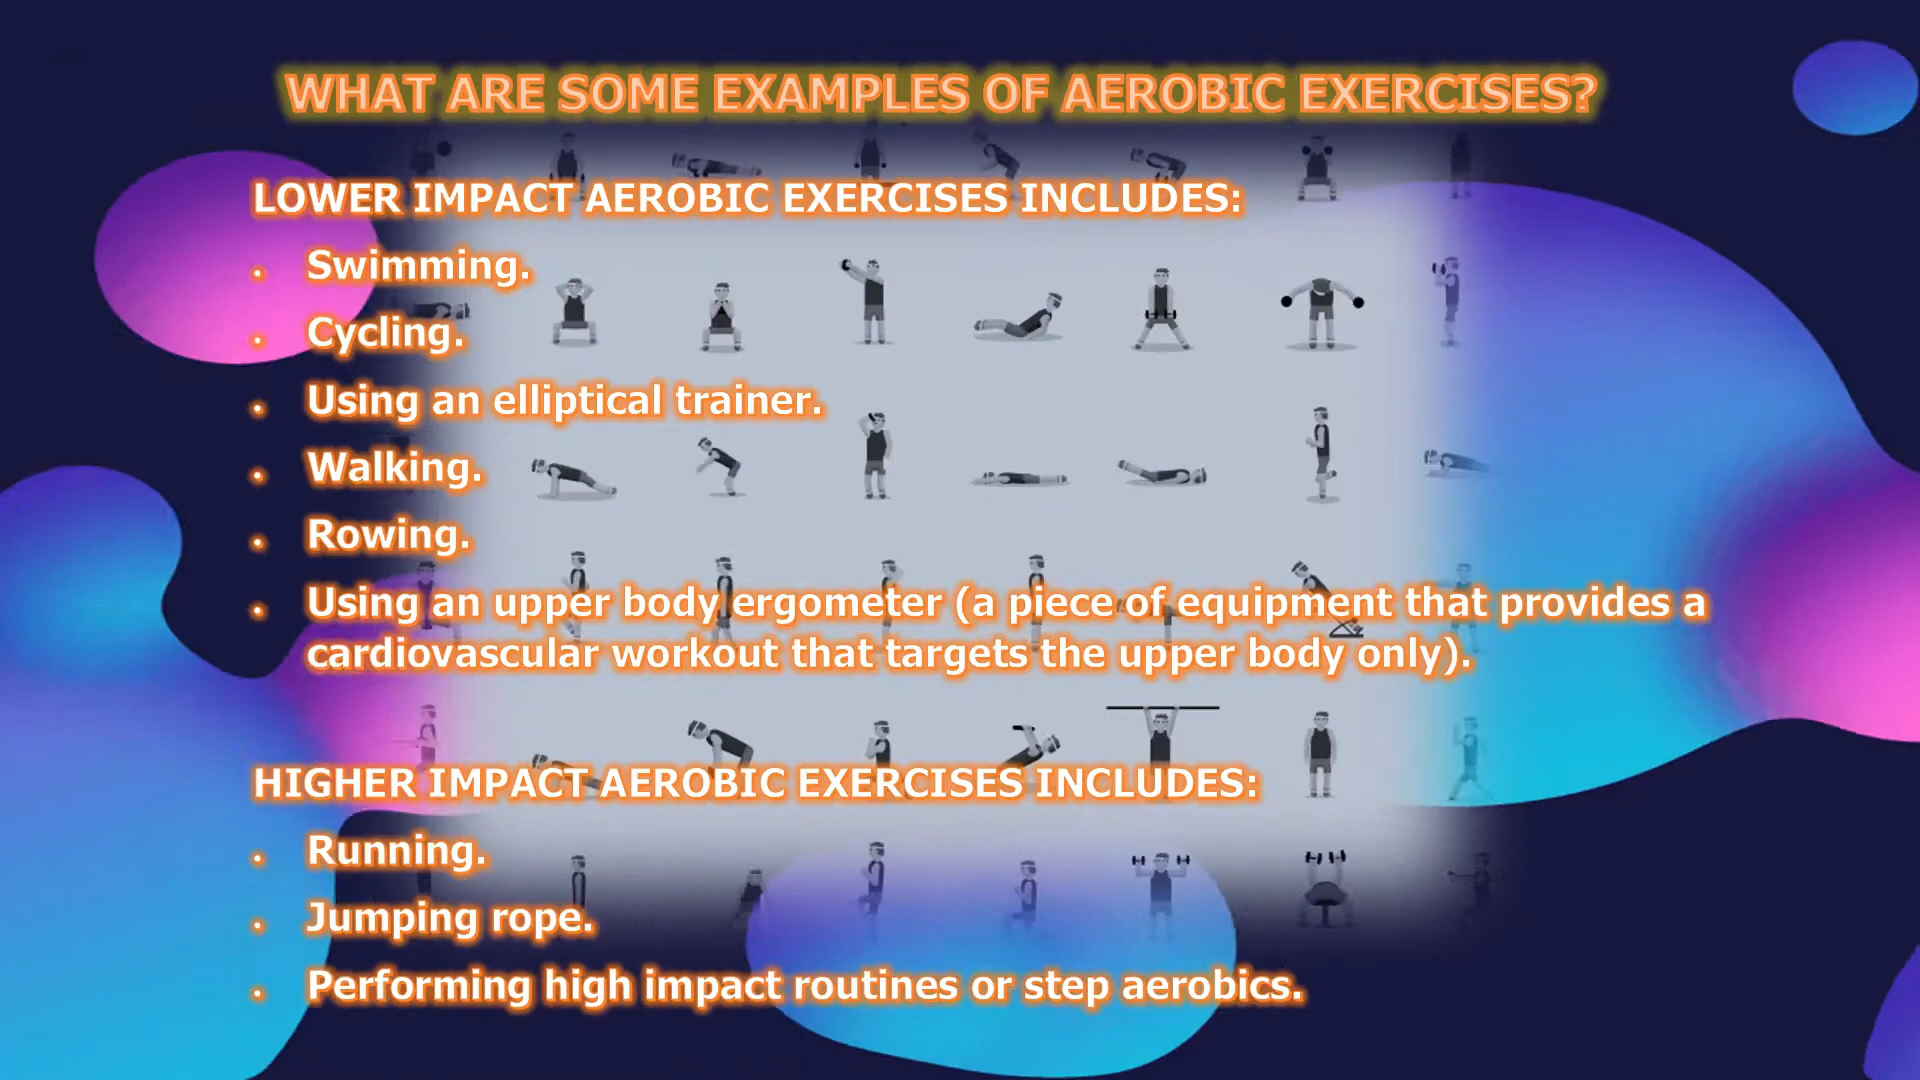 WHAT ARE SOME EXAMPLES OF AEROBIC EXERCISES?
LOWER IMPACT AEROBIC EXERCISES INCLUDES:
• Swimming.
• Cycling.
• Using an elliptical trainer.
• Walking.
• Rowing.
• Using an upper body ergometer (a piece of equipment that provides a
cardiovascular workout that targets the upper body only).
HIGHER IMPACT AEROBIC EXERCISES INCLUDES:
• Running.
• Jumping rope.
• Performing high impact routines or step aerobics.